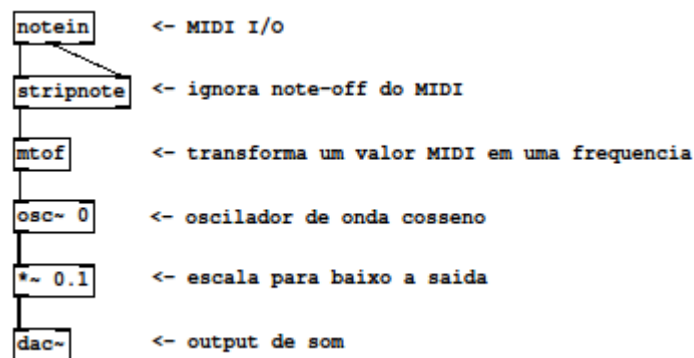 notein <- MIDI I/O
stripnote <- ignora note-off do MIDI
mtof <- transforma um valor MIDI em uma frequencia
osc~ 0 <- oscilador de onda cosseno
*~ 0.1 <- escala para baixo a saida
dac~ <- output de som